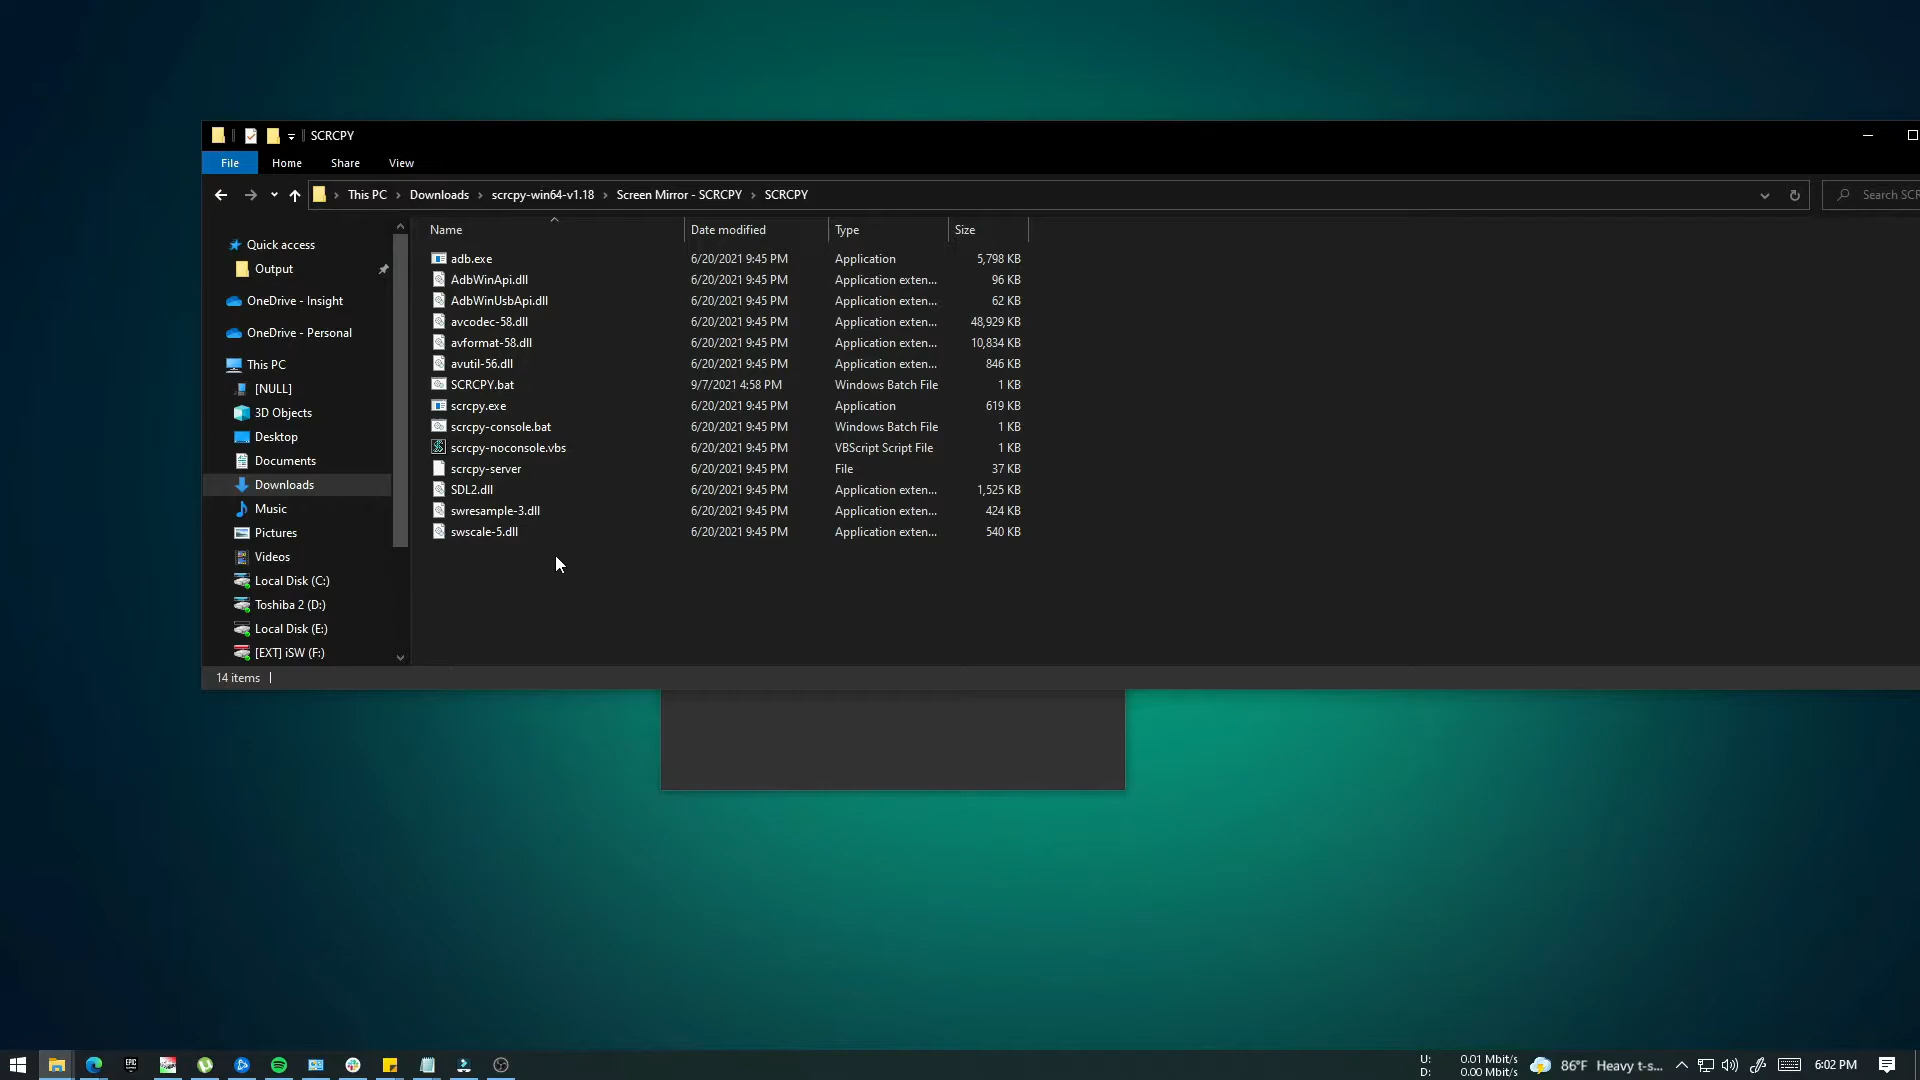 SCRCPY
File Home Share View
This PC Downloads scrcpy-win64-v1.18 Screen Mirror - SCRCPY SCRCPY
Search SCR
Quick access
Output
OneDrive - Insight
OneDrive - Personal
This PC
[NULL]
3D Objects
Desktop
Documents
Downloads
Music
Pictures
Videos
Local Disk (C:)
Toshiba 2 (D:)
Local Disk (E:)
[EXT] iSW (F:)
Name Date modified Type Size
adb.exe 6/20/2021 9:45 PM Application 5,798 KB
AdbWinApi.dll 6/20/2021 9:45 PM Application exten... 96 KB
AdbWinUsbApi.dll 6/20/2021 9:45 PM Application exten... 62 KB
avcodec-58.dll 6/20/2021 9:45 PM Application exten... 48,929 KB
avformat-58.dll 6/20/2021 9:45 PM Application exten... 10,834 KB
avutil-56.dll 6/20/2021 9:45 PM Application exten... 846 KB
SCRCPY.bat 9/7/2021 4:58 PM Windows Batch File 1 KB
scrcpy.exe 6/20/2021 9:45 PM Application 619 KB
scrcpy-console.bat 6/20/2021 9:45 PM Windows Batch File 1 KB
scrcpy-noconsole.vbs 6/20/2021 9:45 PM VBScript Script File 1 KB
scrcpy-server 6/20/2021 9:45 PM File 37 KB
SDL2.dll 6/20/2021 9:45 PM Application exten... 1,525 KB
swresample-3.dll 6/20/2021 9:45 PM Application exten... 424 KB
swscale-5.dll 6/20/2021 9:45 PM Application exten... 540 KB
14 items
EPIC
U: 0.01 Mbit/s
D: 0.00 Mbit/s
86°F Heavy t-s...
6:02 PM